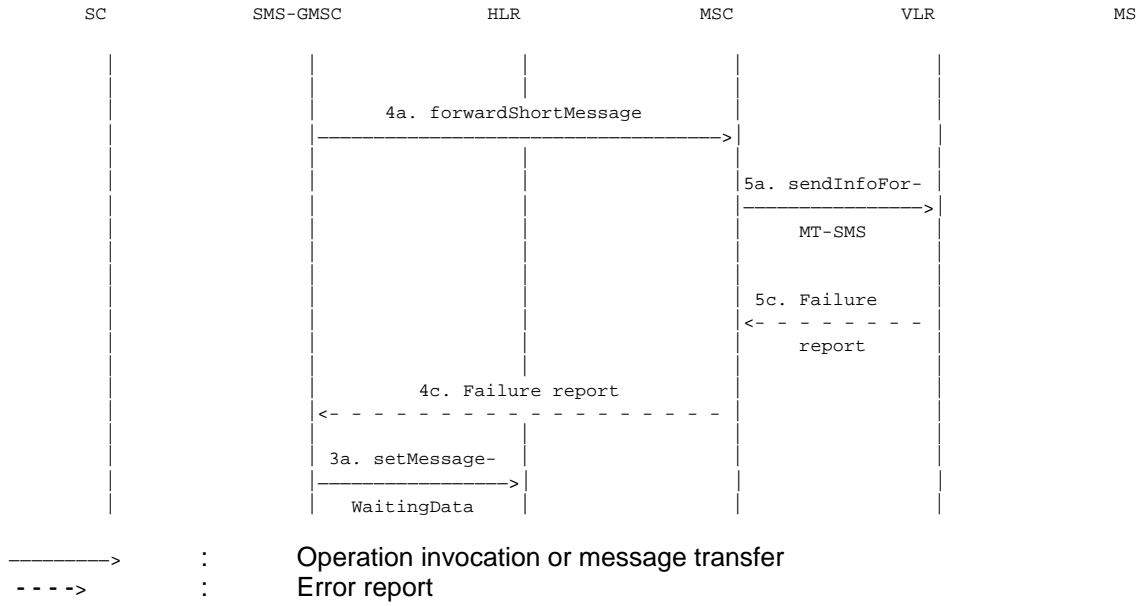 SC SMS-GMSC HLR MSC VLR MS
4a. forwardShortMessage
5a. sendInfoFor-
MT-SMS
5c. Failure
report
4c. Failure report
3a. setMessage-
WaitingData
: Operation invocation or message transfer
: Error report